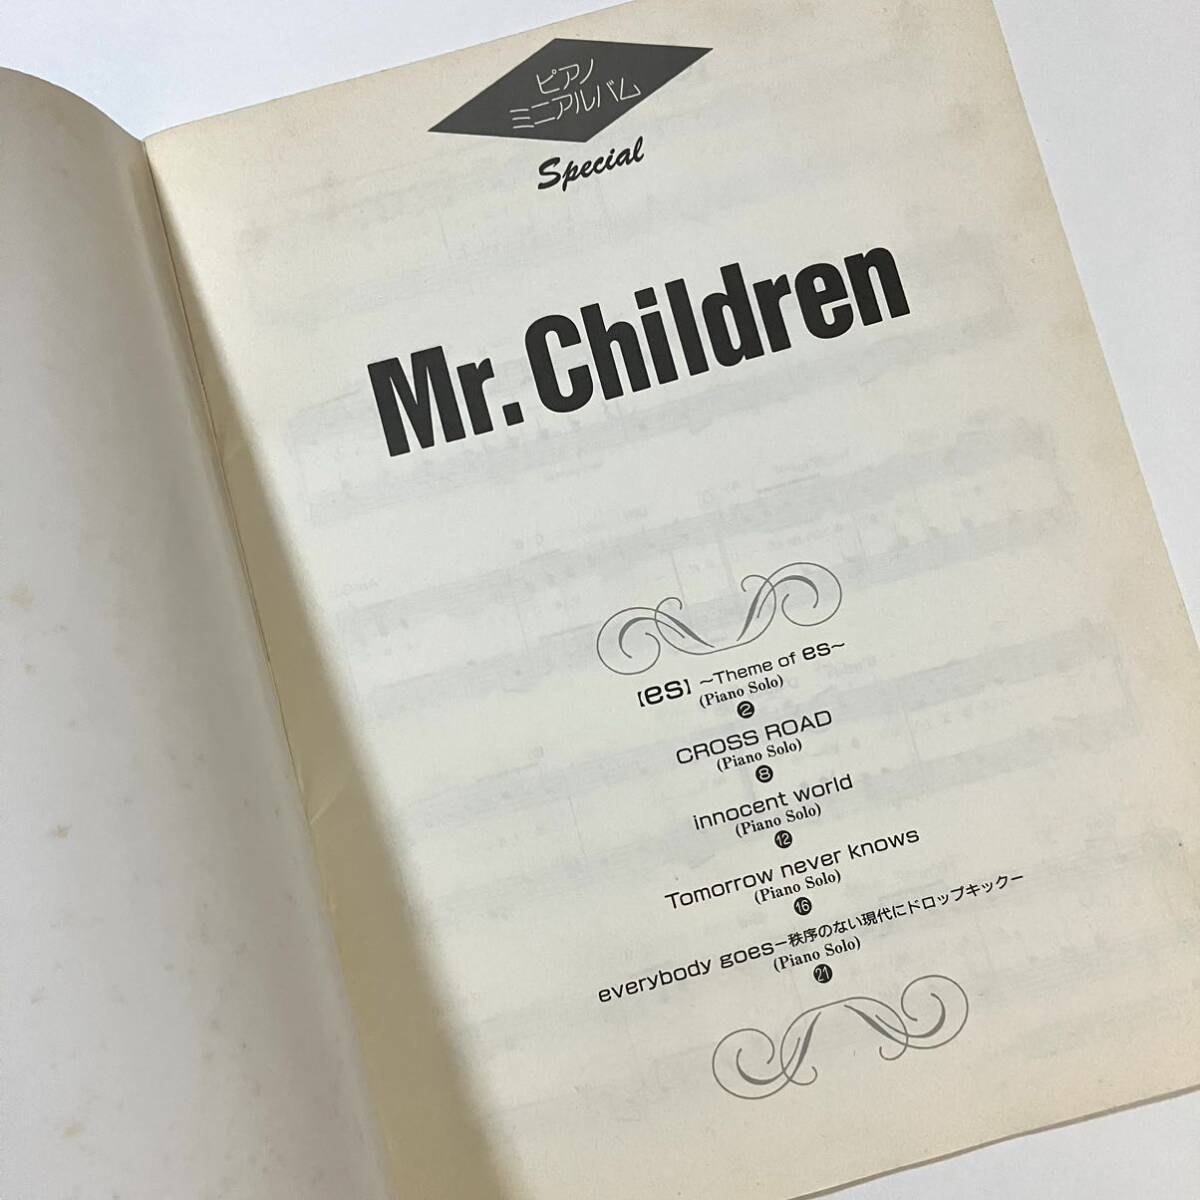 ピアノ
ミニアルバム
Special
Mr. Children
【es】 ~Theme of es~
(Piano Solo)
2
CROSS ROAD
(Piano Solo)
8
innocent world
(Piano Solo)
12
Tomorrow never knows
(Piano Solo)
16
everybody goes−秩序のない現代にドロップキック−
(Piano Solo)
21